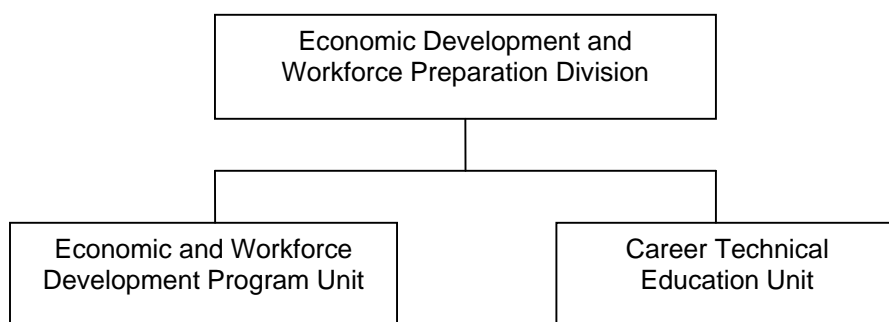 Economic Development and
Workforce Preparation Division
Economic and Workforce
Development Program Unit
Career Technical
Education Unit